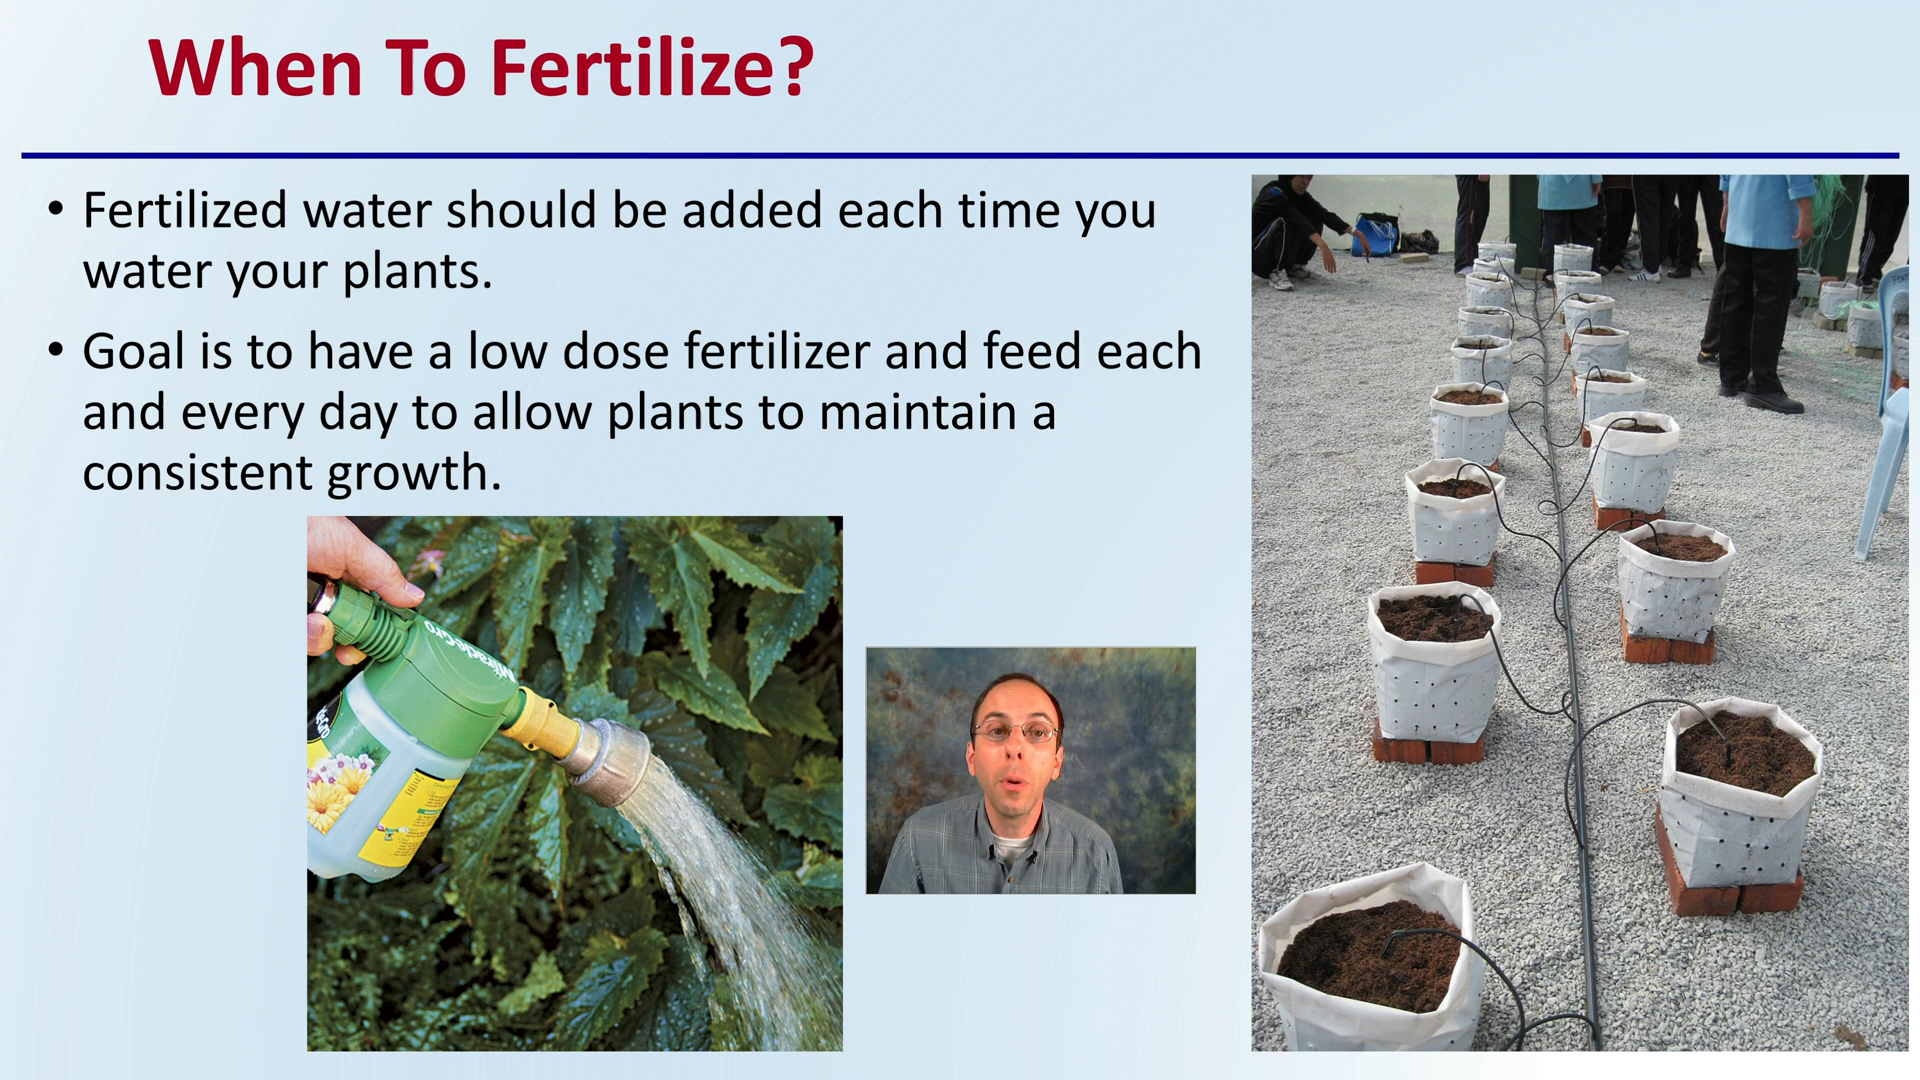 When To Fertilize?
• Fertilized water should be added each time you
water your plants.
• Goal is to have a low dose fertilizer and feed each
and every day to allow plants to maintain a
consistent growth.
Miracle-Gro